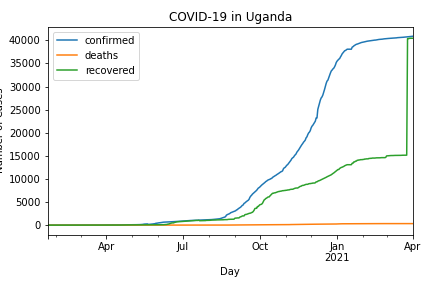 COVID-19 in Uganda
confirmed
deaths
recovered
40000
35000
30000
25000
20000
15000
10000
5000
0
Apr
Jul
Oct
Jan
2021
Apr
Day